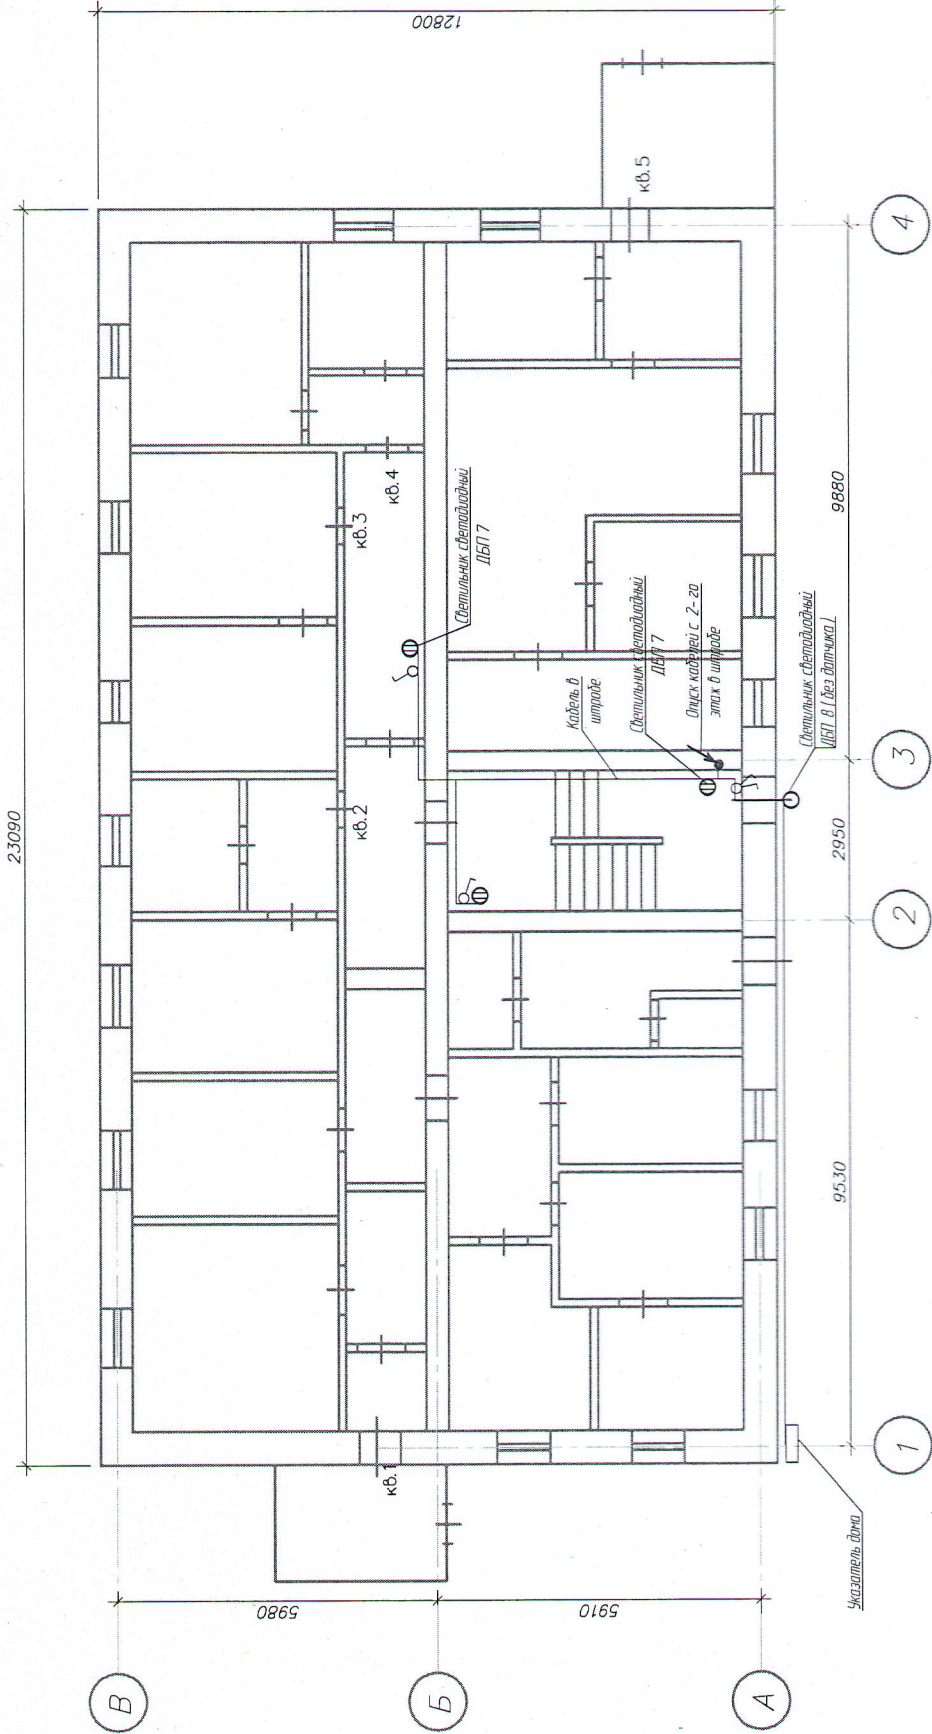 12800
23090
кв.5
кв.4
кв.3
кв.2
кв.1
Светильник светодиодный
ДБП 7
Кабель в
штробе
Светильник светодиодный
ДБП 7
Опуск кабелей с 2-го
этаж в штробе
Светильник светодиодный
ДБП 8 ( без датчика )
9880
2950
9530
5980
5910
Указатель дома
4
3
2
1
В
Б
А